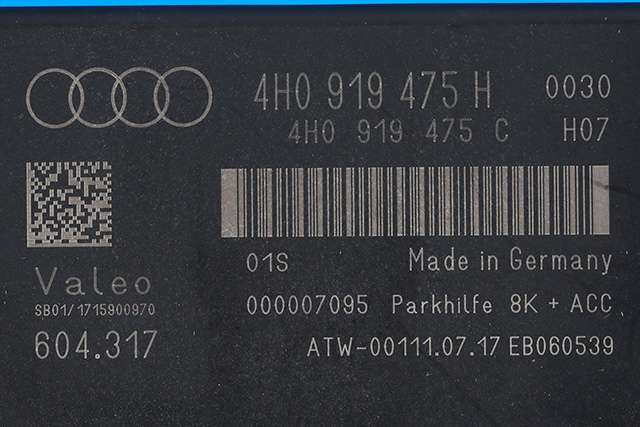 4H0 919 475 H 0030
4H0 919 475 C H07
01S Made in Germany
Valeo
SB01/1715900970
000007095 Parkhilfe 8K + ACC
604.317
ATW-00111.07.17 EB060539